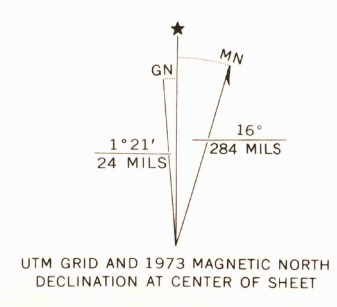 ★
GN
MN
1°21'
24 MILS
16°
284 MILS
UTM GRID AND 1973 MAGNETIC NORTH
DECLINATION AT CENTER OF SHEET